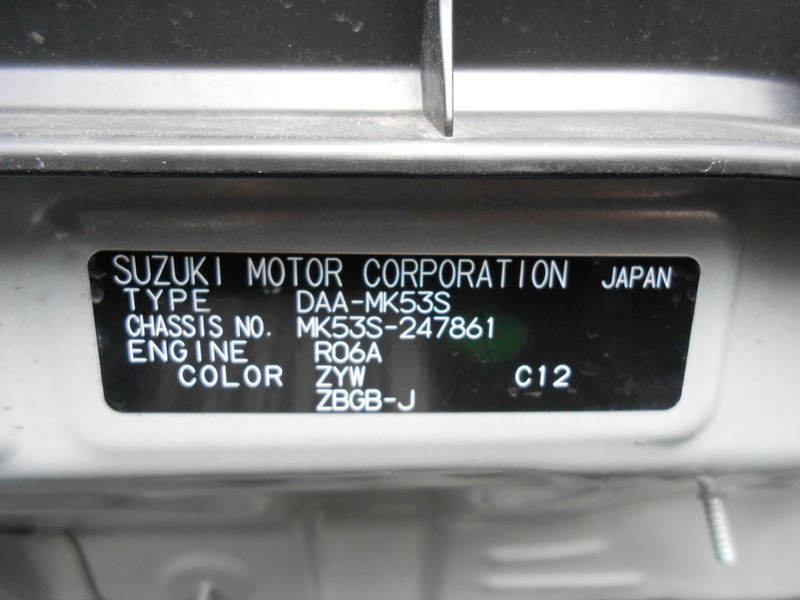 SUZUKI MOTOR CORPORATION JAPAN
TYPE DAA-MK53S
CHASSIS NO. MK53S-247861
ENGINE R06A
COLOR ZYW C12
ZBGB-J